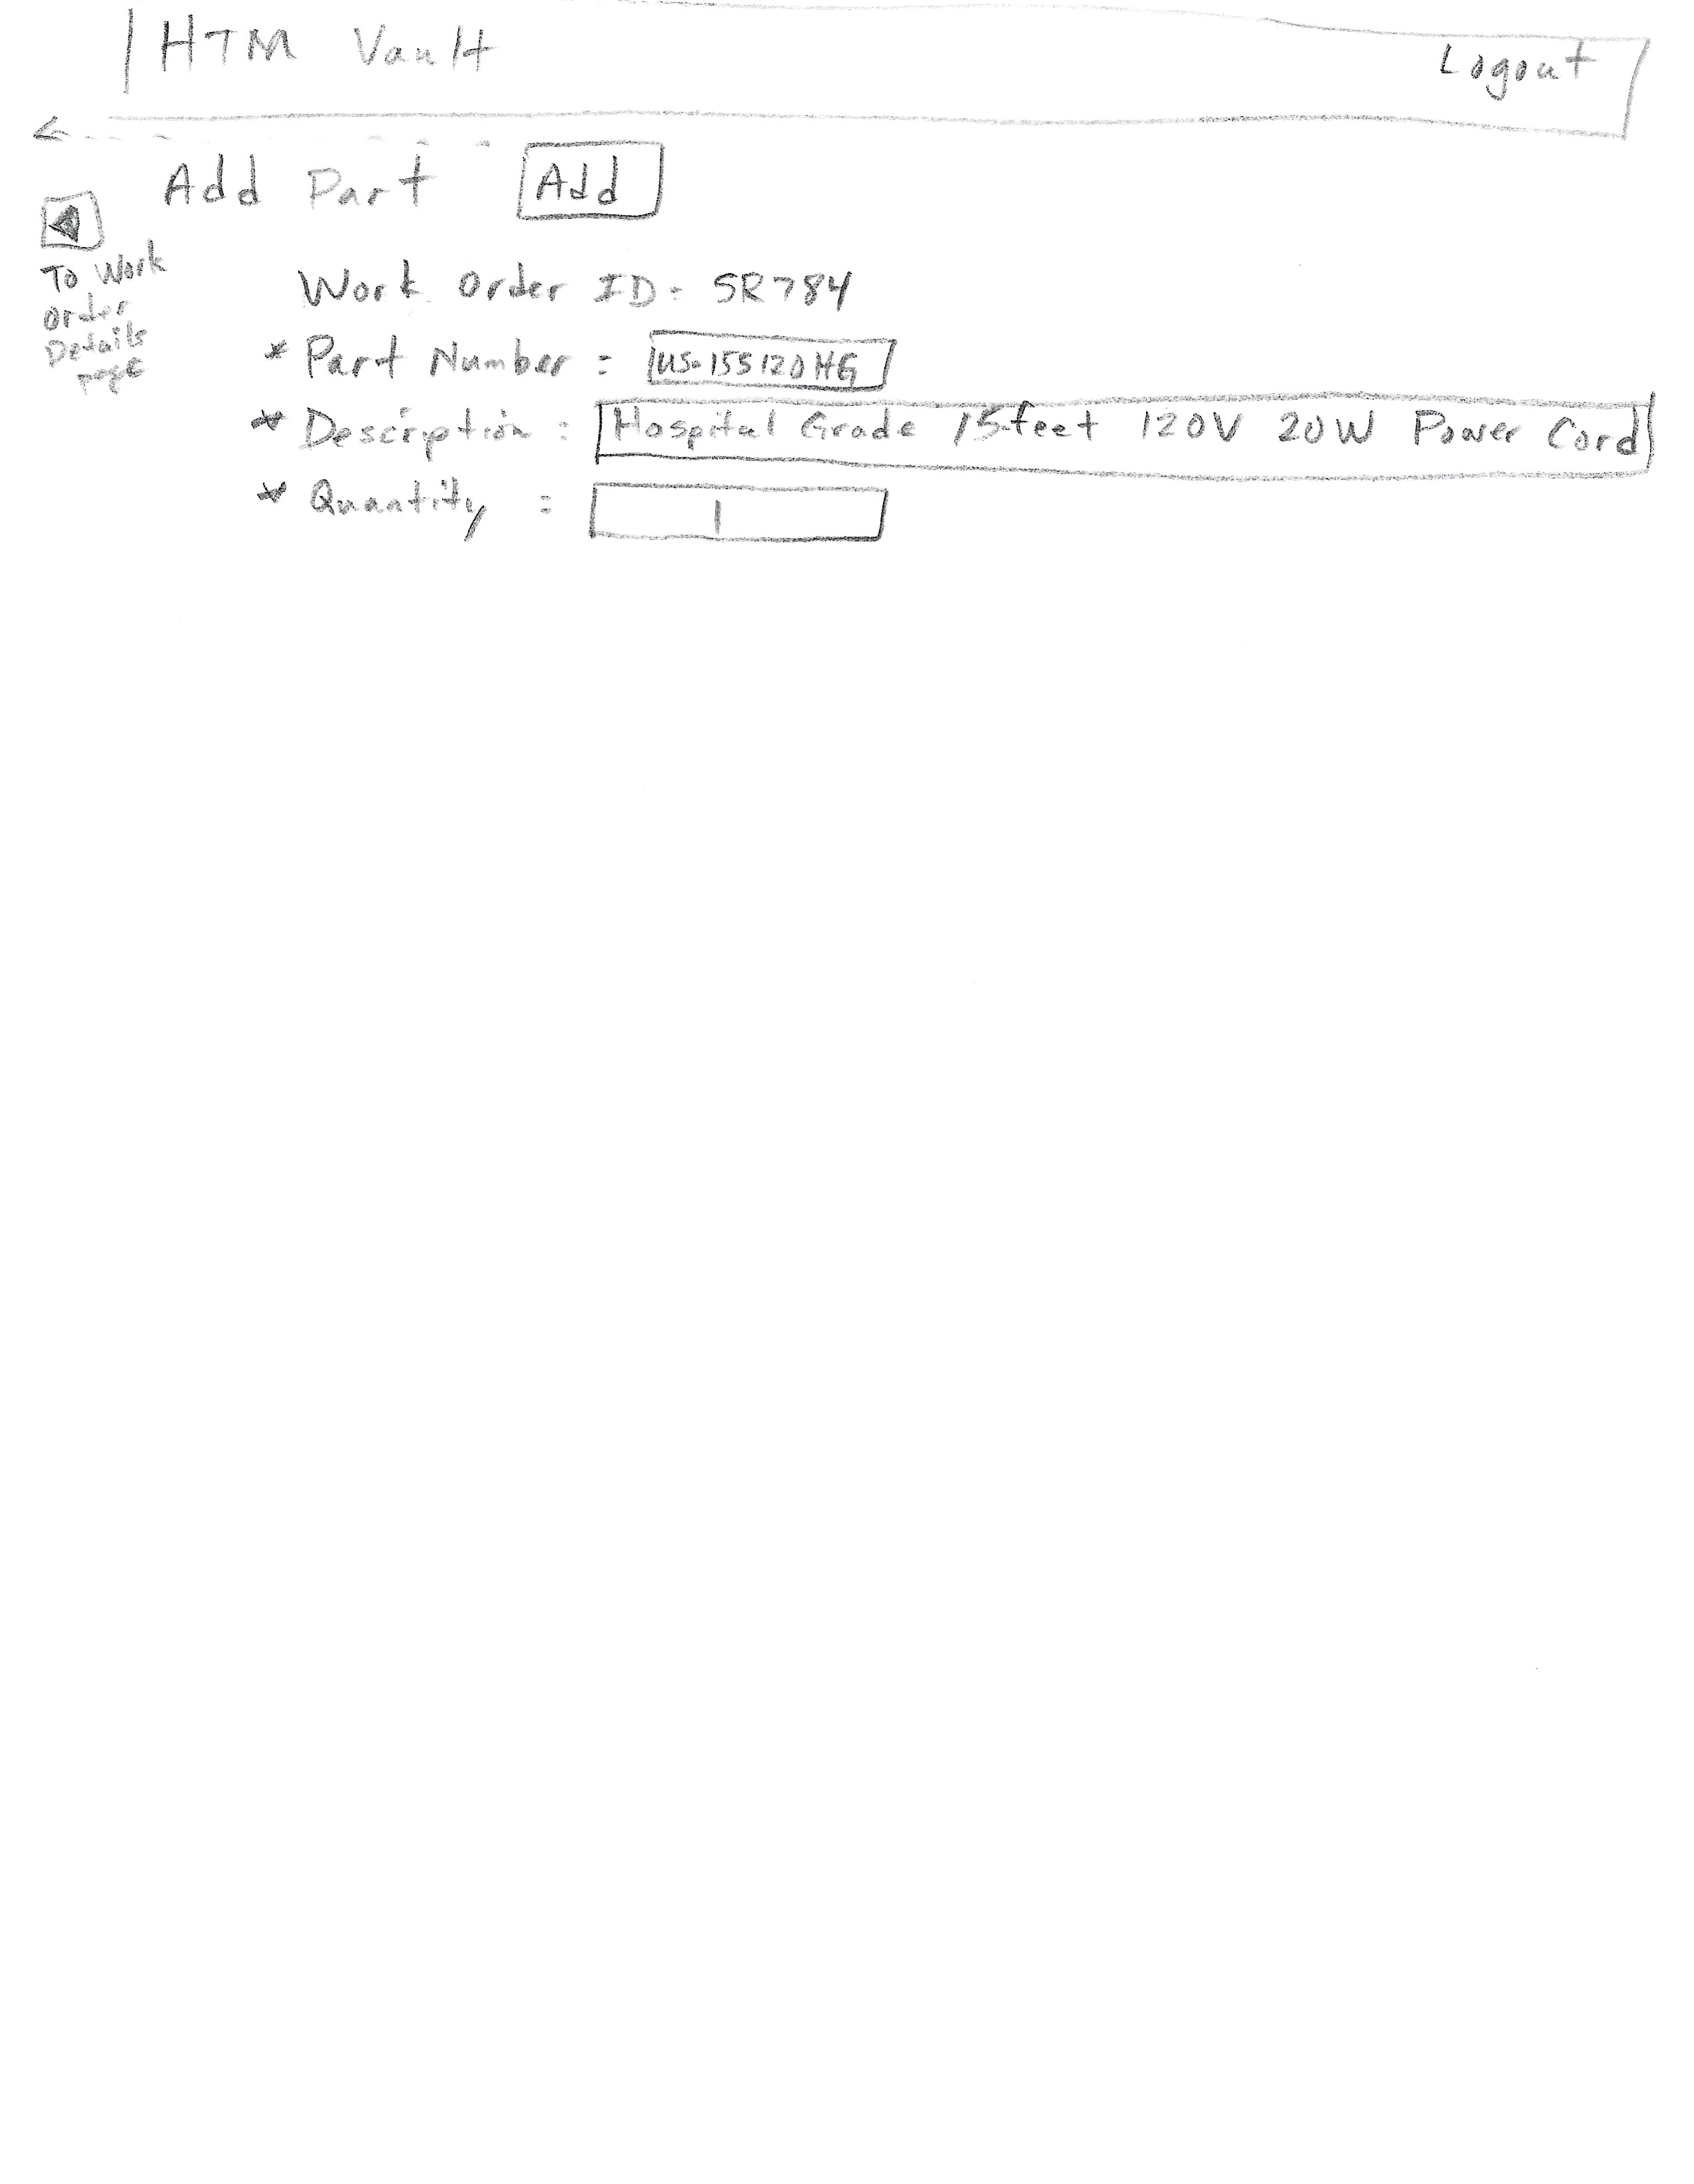 HTM Vault Logout
Add Part Add
To Work
Order
Details
page
Work Order ID: SR784
* Part Number : US-155120HG
* Description : Hospital Grade 15feet 120V 20W Power Cord
* Quantity : 1